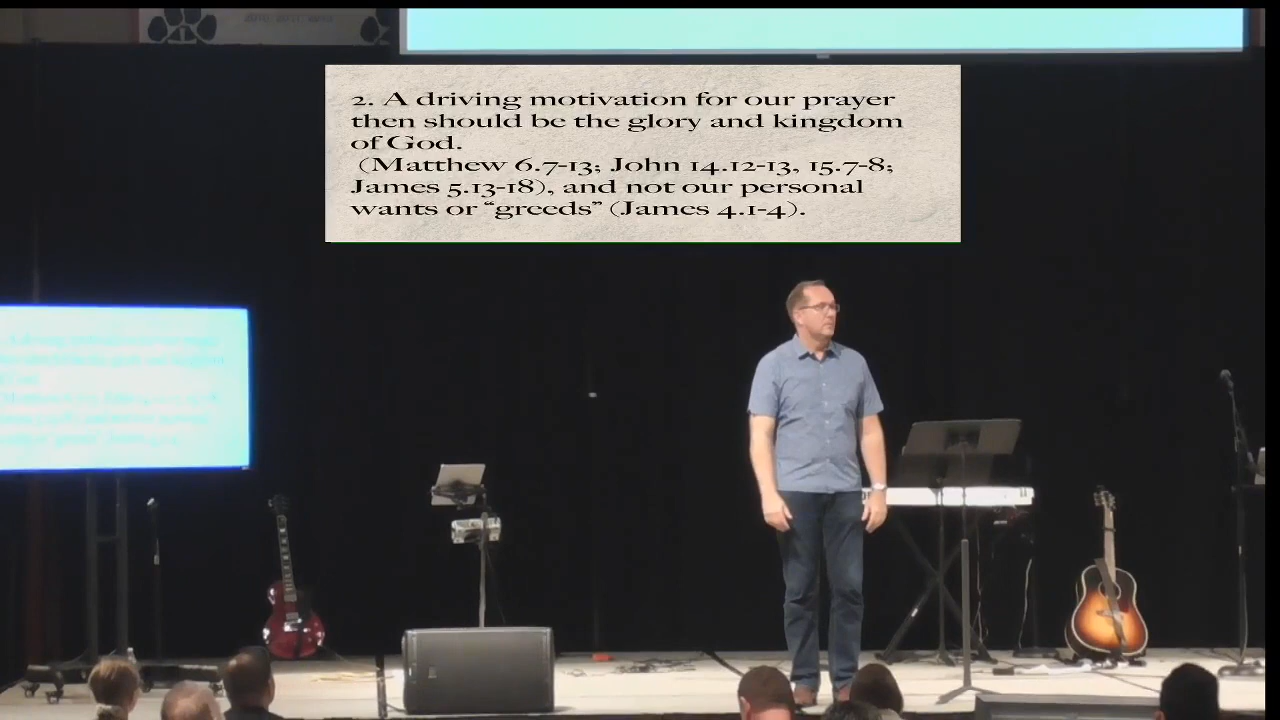 2. A driving motivation for our prayer
then should be the glory and kingdom
of God.
(Matthew 6.7-13; John 14.12-13, 15.7-8;
James 5.13-18), and not our personal
wants or “greeds” (James 4.1-4).